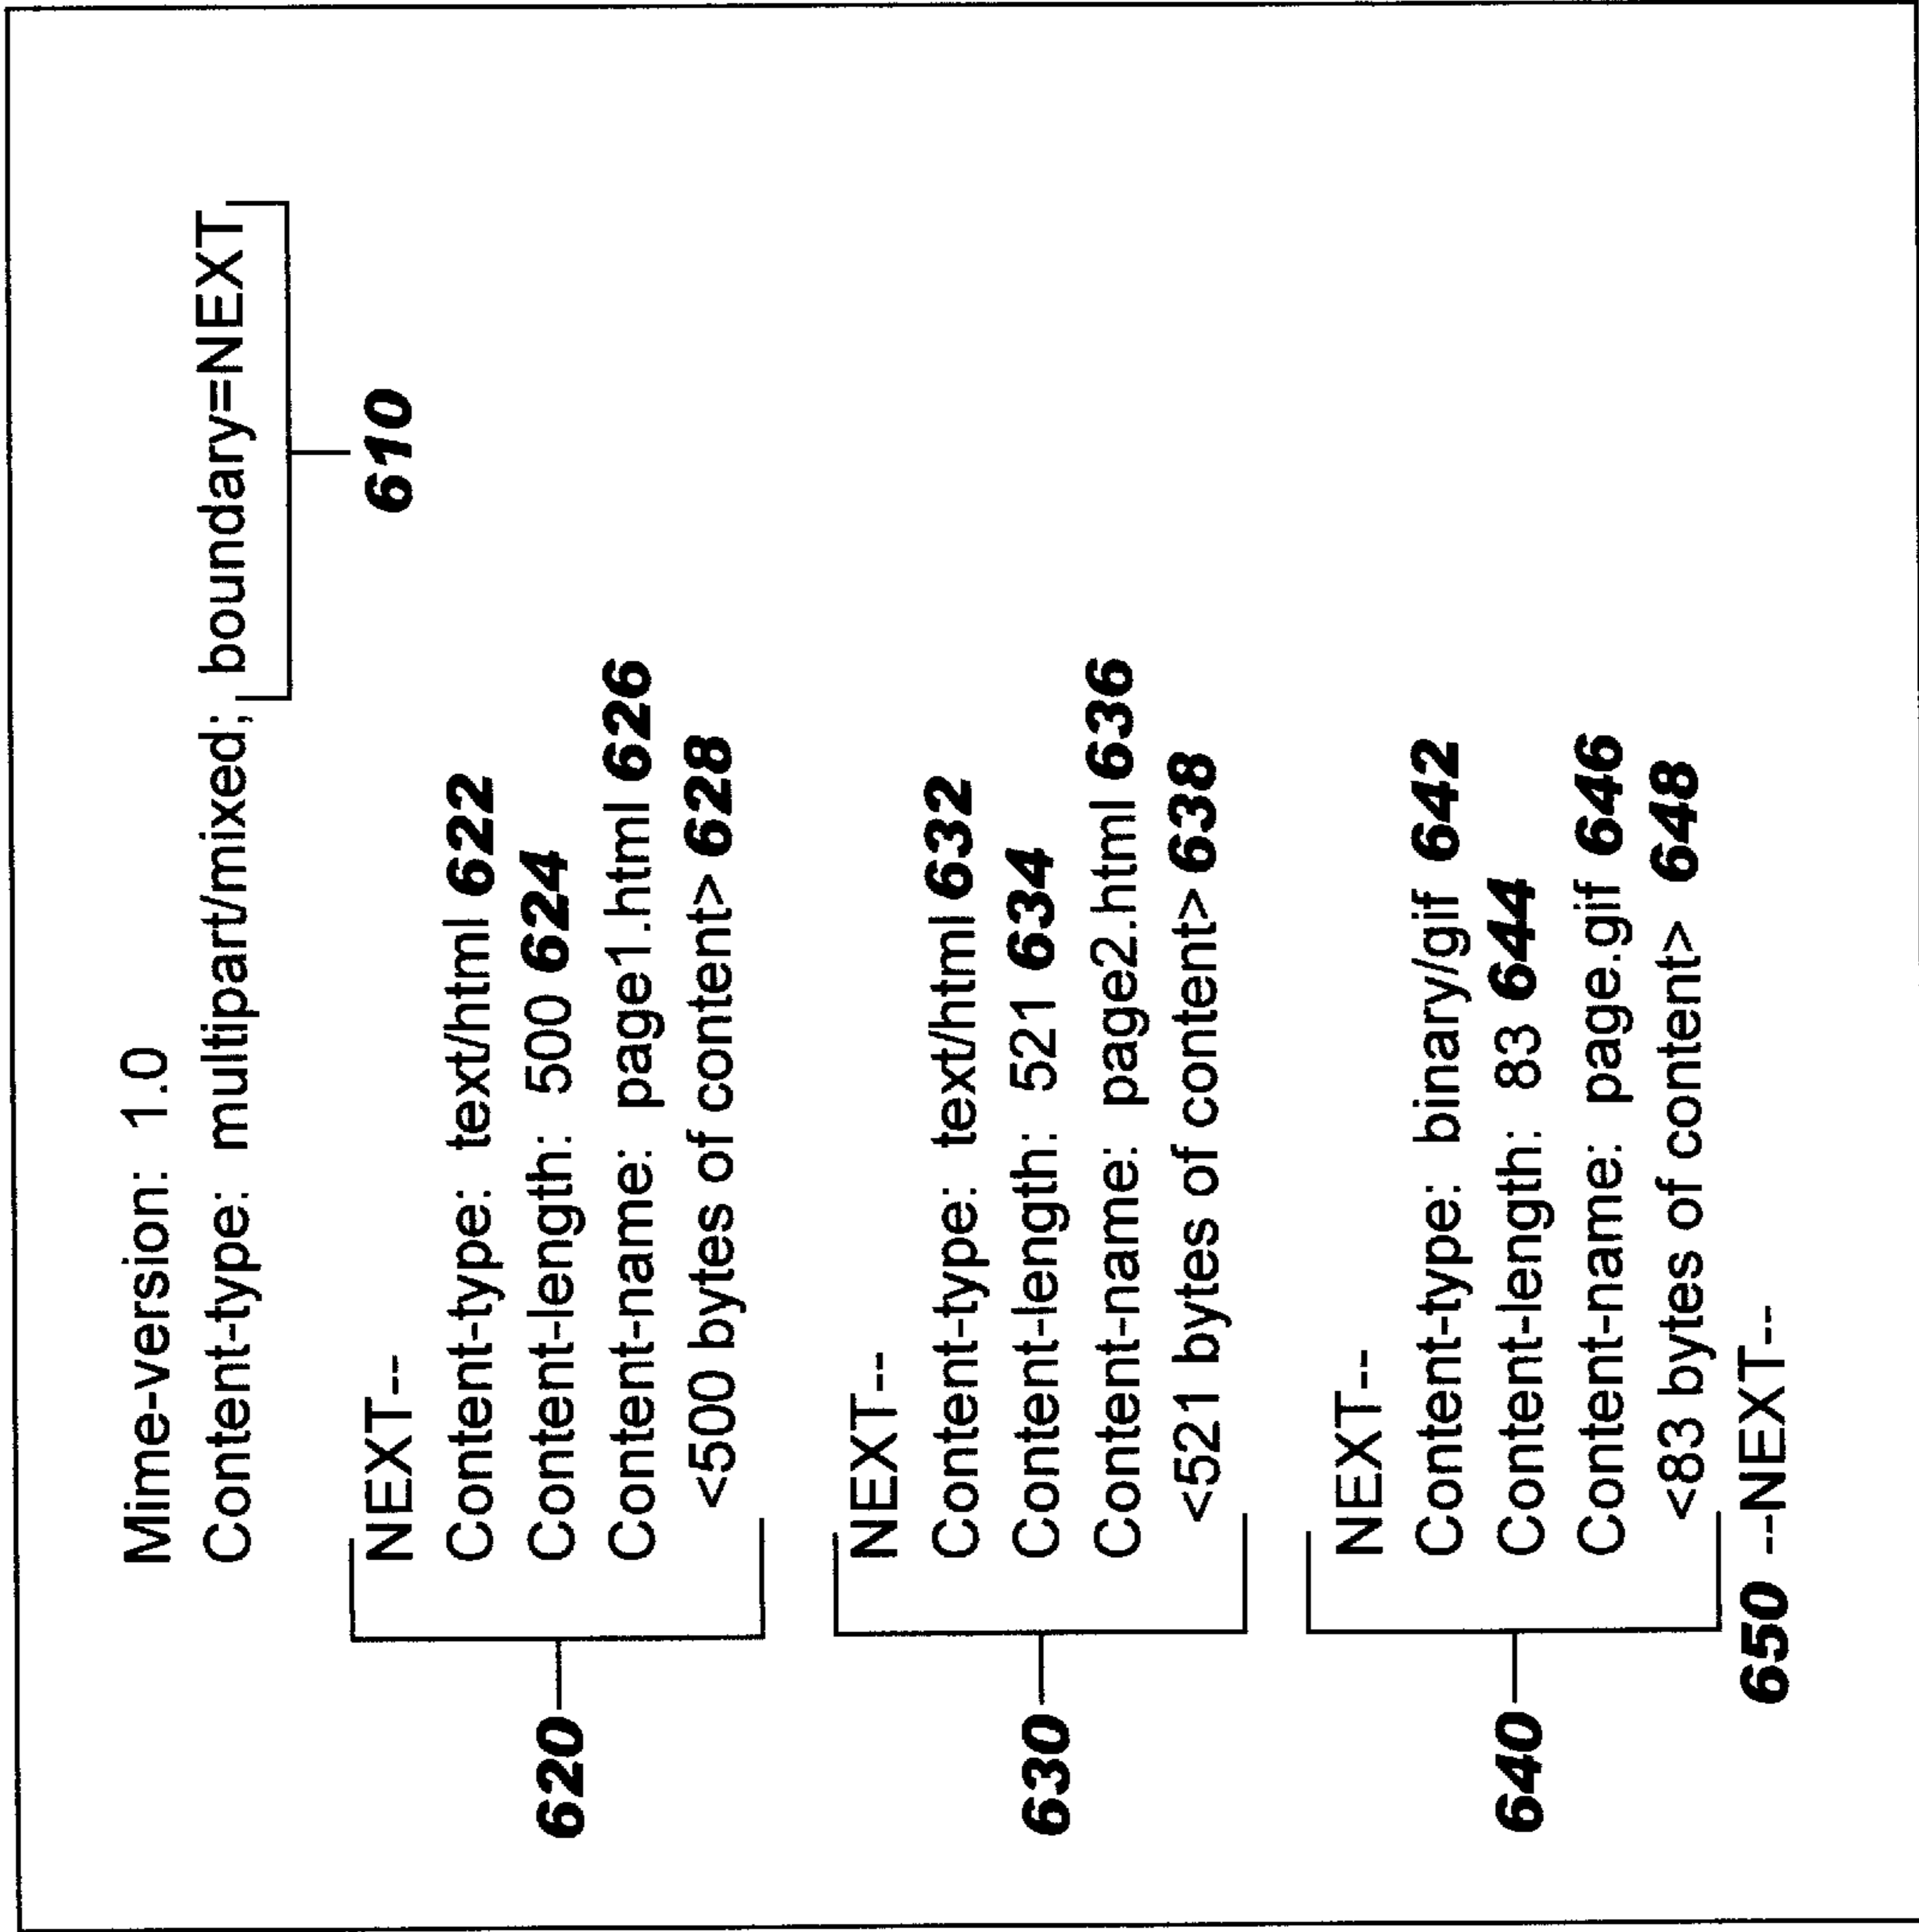 Mime-version: 1.0
Content-type: multipart/mixed; boundary=NEXT
610
NEXT--
Content-type: text/html 622
620
Content-length: 500 624
Content-name: page1.html 626
<500 bytes of content> 628
NEXT--
Content-type: text/html 632
630
Content-length: 521 634
Content-name: page2.html 636
<521 bytes of content> 638
NEXT--
Content-type: binary/gif 642
640
Content-length: 83 644
Content-name: page.gif 646
<83 bytes of content> 648
650 --NEXT--